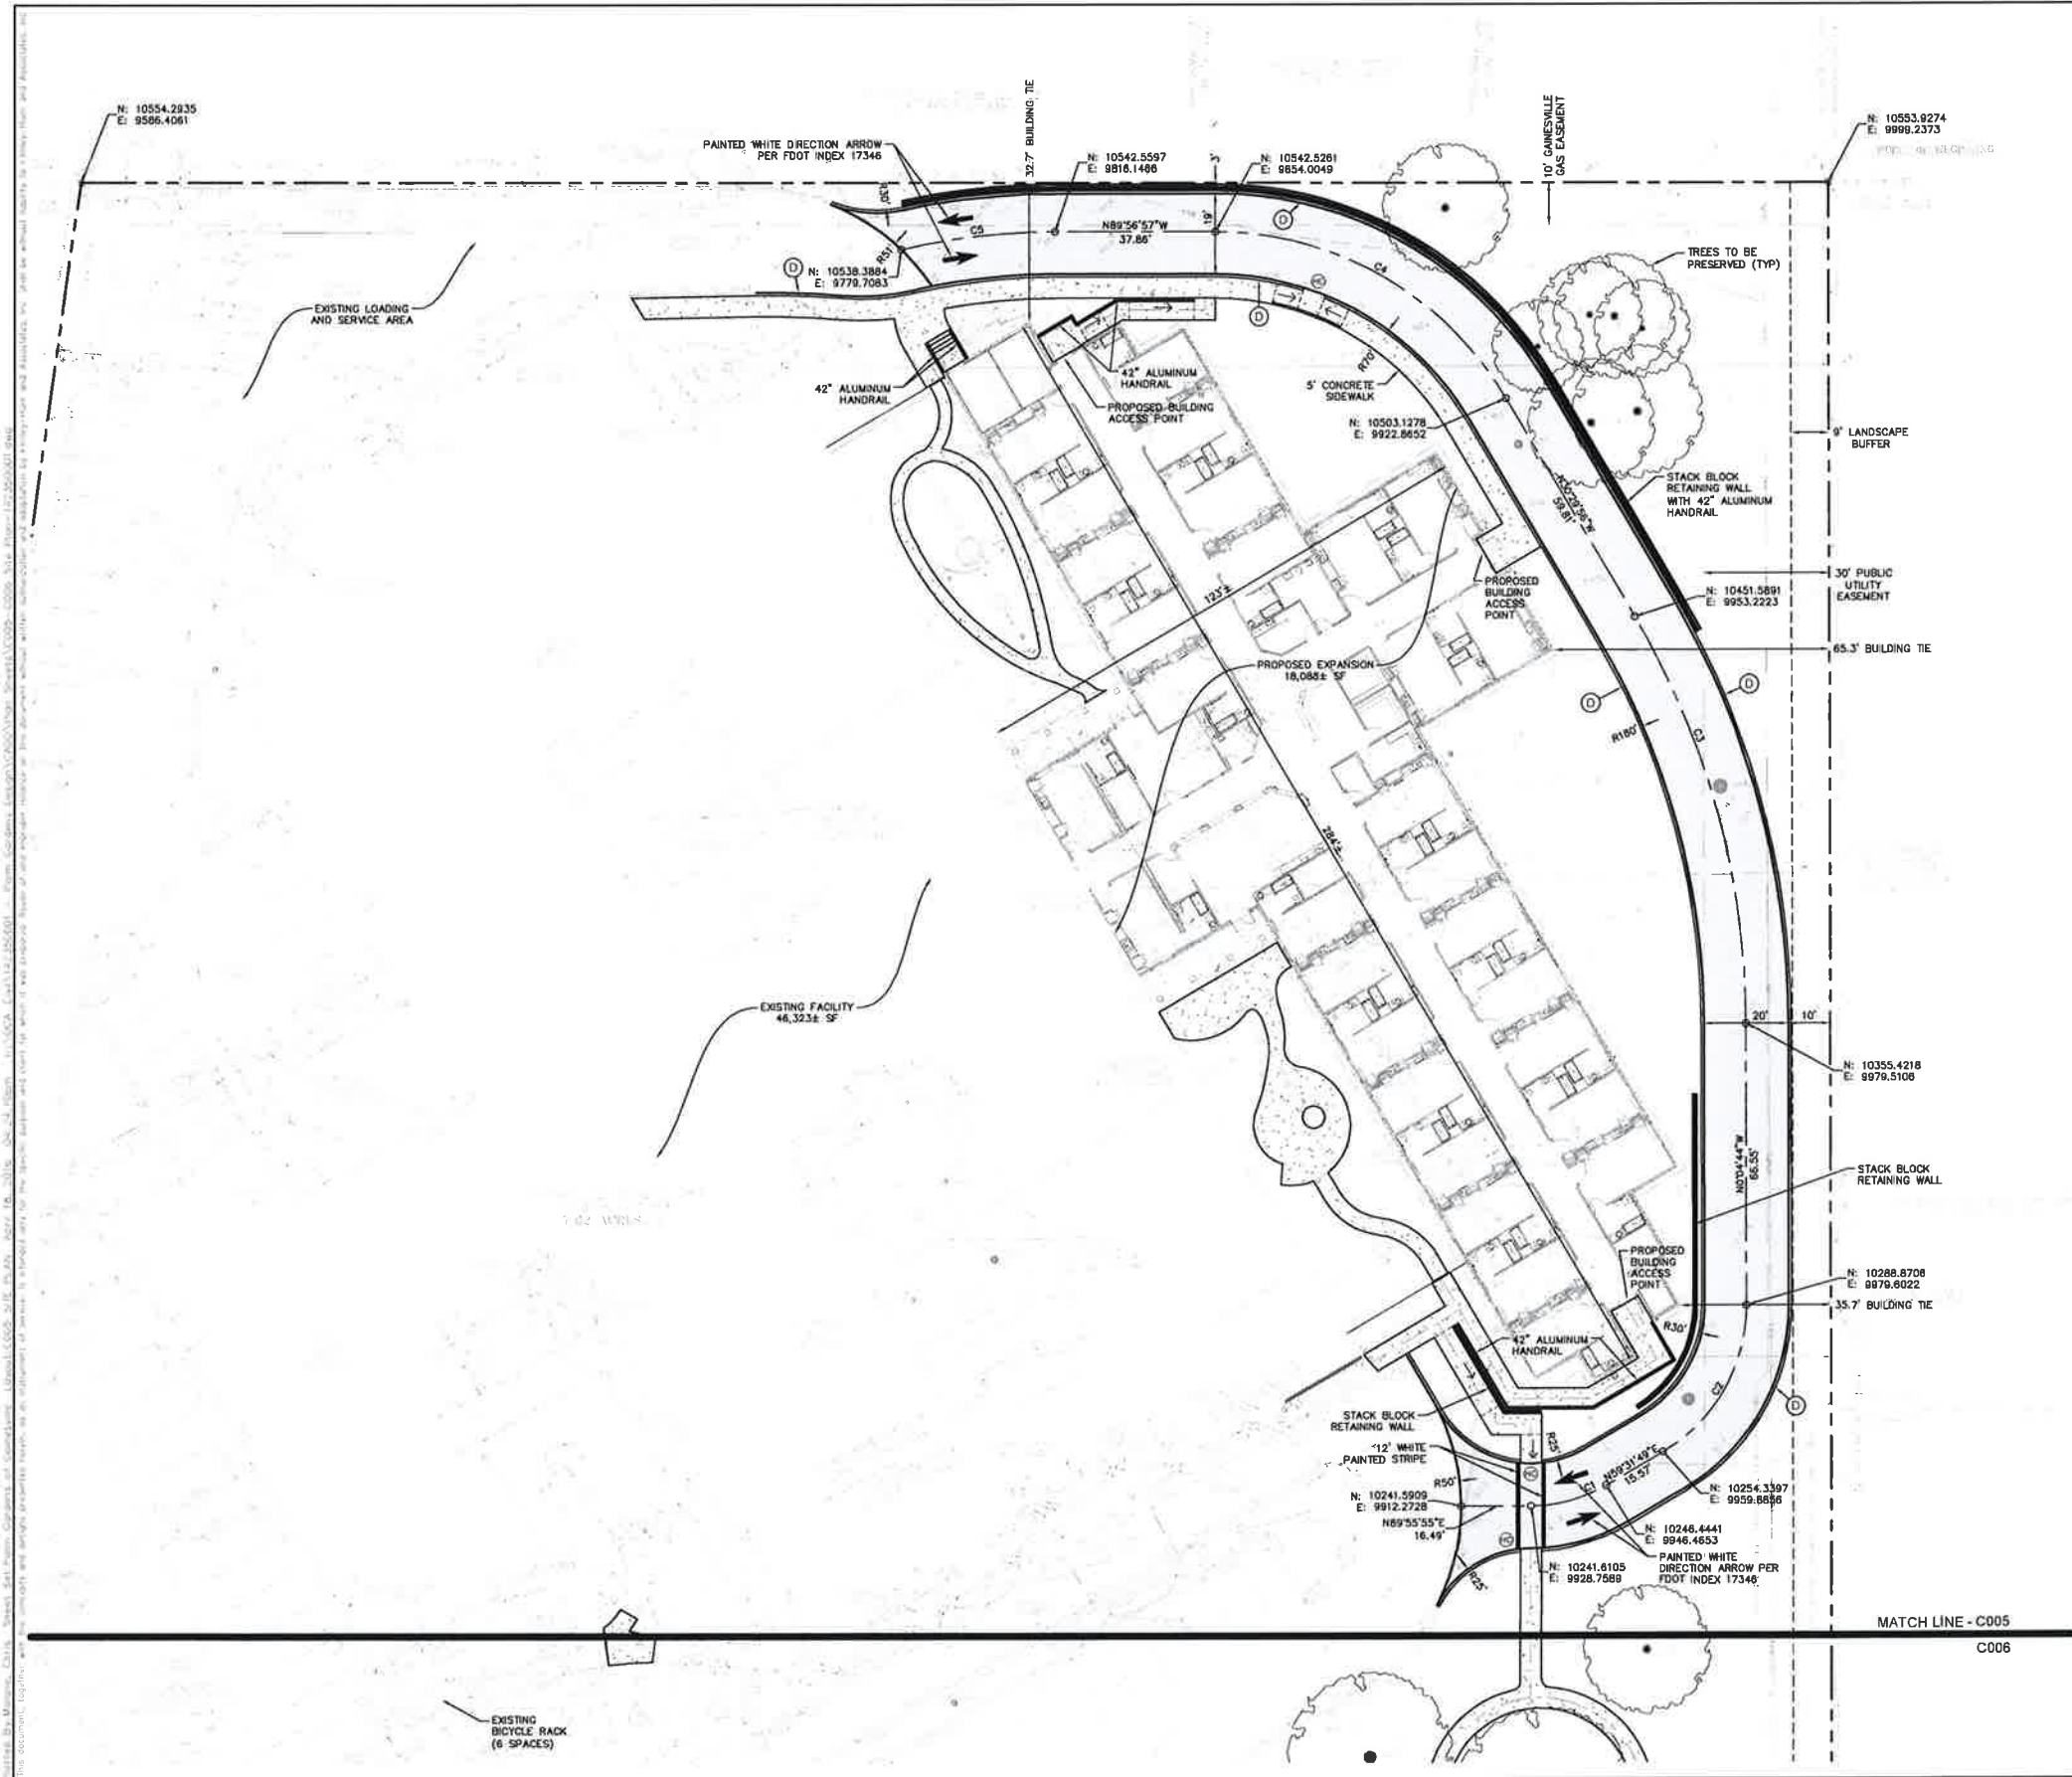 N: 10554.2935
E: 9586.4061
PAINTED WHITE DIRECTION ARROW
PER FDOT INDEX 17346
32.7' BUILDING TIE
N: 10542.5597
E: 9816.1486
3'
N: 10542.5261
E: 9854.0049
10' GAINESVILLE
GAS EASEMENT
N: 10553.9274
E: 9999.2373
R30'
C5
N89°56'57"W
37.86'
19'
D
C4
R51'
D
N: 10538.3884
E: 9779.7083
HC
D
TREES TO BE
PRESERVED (TYP)
EXISTING LOADING
AND SERVICE AREA
42" ALUMINUM
HANDRAIL
42" ALUMINUM
HANDRAIL
PROPOSED BUILDING
ACCESS POINT
R70'
5' CONCRETE
SIDEWALK
N: 10503.1278
E: 9922.8652
9' LANDSCAPE
BUFFER
STACK BLOCK
RETAINING WALL
WITH 42" ALUMINUM
HANDRAIL
N30°29'56"W
59.81'
PROPOSED
BUILDING
ACCESS
POINT
30' PUBLIC
UTILITY
EASEMENT
N: 10451.5891
E: 9953.2223
123'±
65.3' BUILDING TIE
PROPOSED EXPANSION
18,088± SF
D
D
R180'
C3
284'±
EXISTING FACILITY
46,323± SF
20'
10'
N: 10355.4218
E: 9979.5106
N0°04'44"W
66.55'
STACK BLOCK
RETAINING WALL
PROPOSED
BUILDING
ACCESS
POINT
N: 10288.8708
E: 9979.6022
35.7' BUILDING TIE
R30'
42" ALUMINUM
HANDRAIL
C2
D
STACK BLOCK
RETAINING WALL
12' WHITE
PAINTED STRIPE
R25'
N59°31'49"E
15.57'
HC
C1
R50'
N: 10241.5909
E: 9912.2728
N89°55'55"E
16.49'
N: 10254.3397
E: 9959.8856
HC
N: 10246.4441
E: 9946.4653
PAINTED WHITE
DIRECTION ARROW PER
FDOT INDEX 17346
R25'
N: 10241.6105
E: 9928.7589
MATCH LINE - C005
C006
EXISTING
BICYCLE RACK
(6 SPACES)